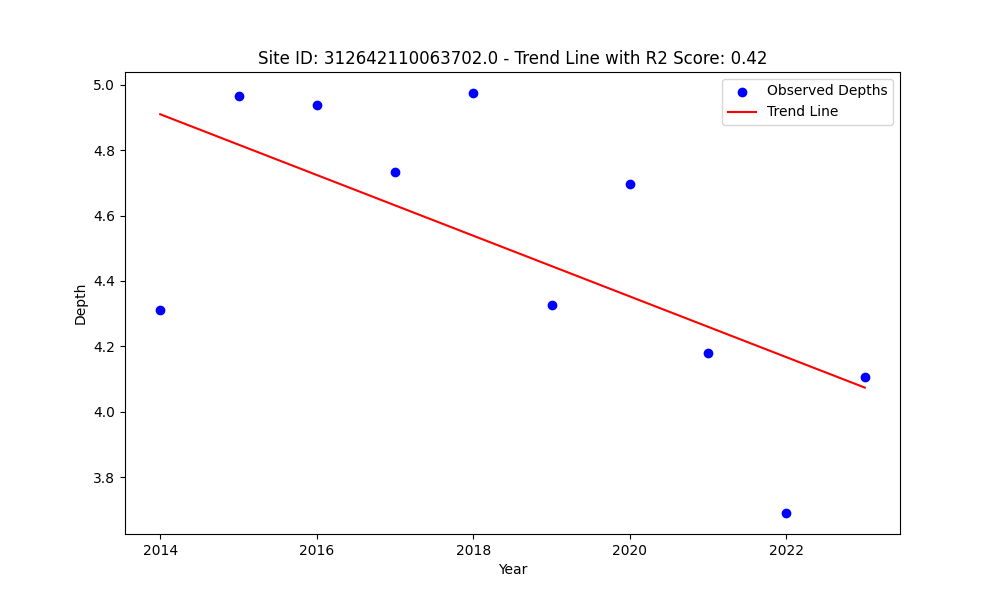 Site ID: 312642110063702.0 - Trend Line with R2 Score: 0.42
Observed Depths
Trend Line
5.0
4.8
4.6
4.4
4.2
4.0
3.8
Depth
2014
2016
2018
2020
2022
Year